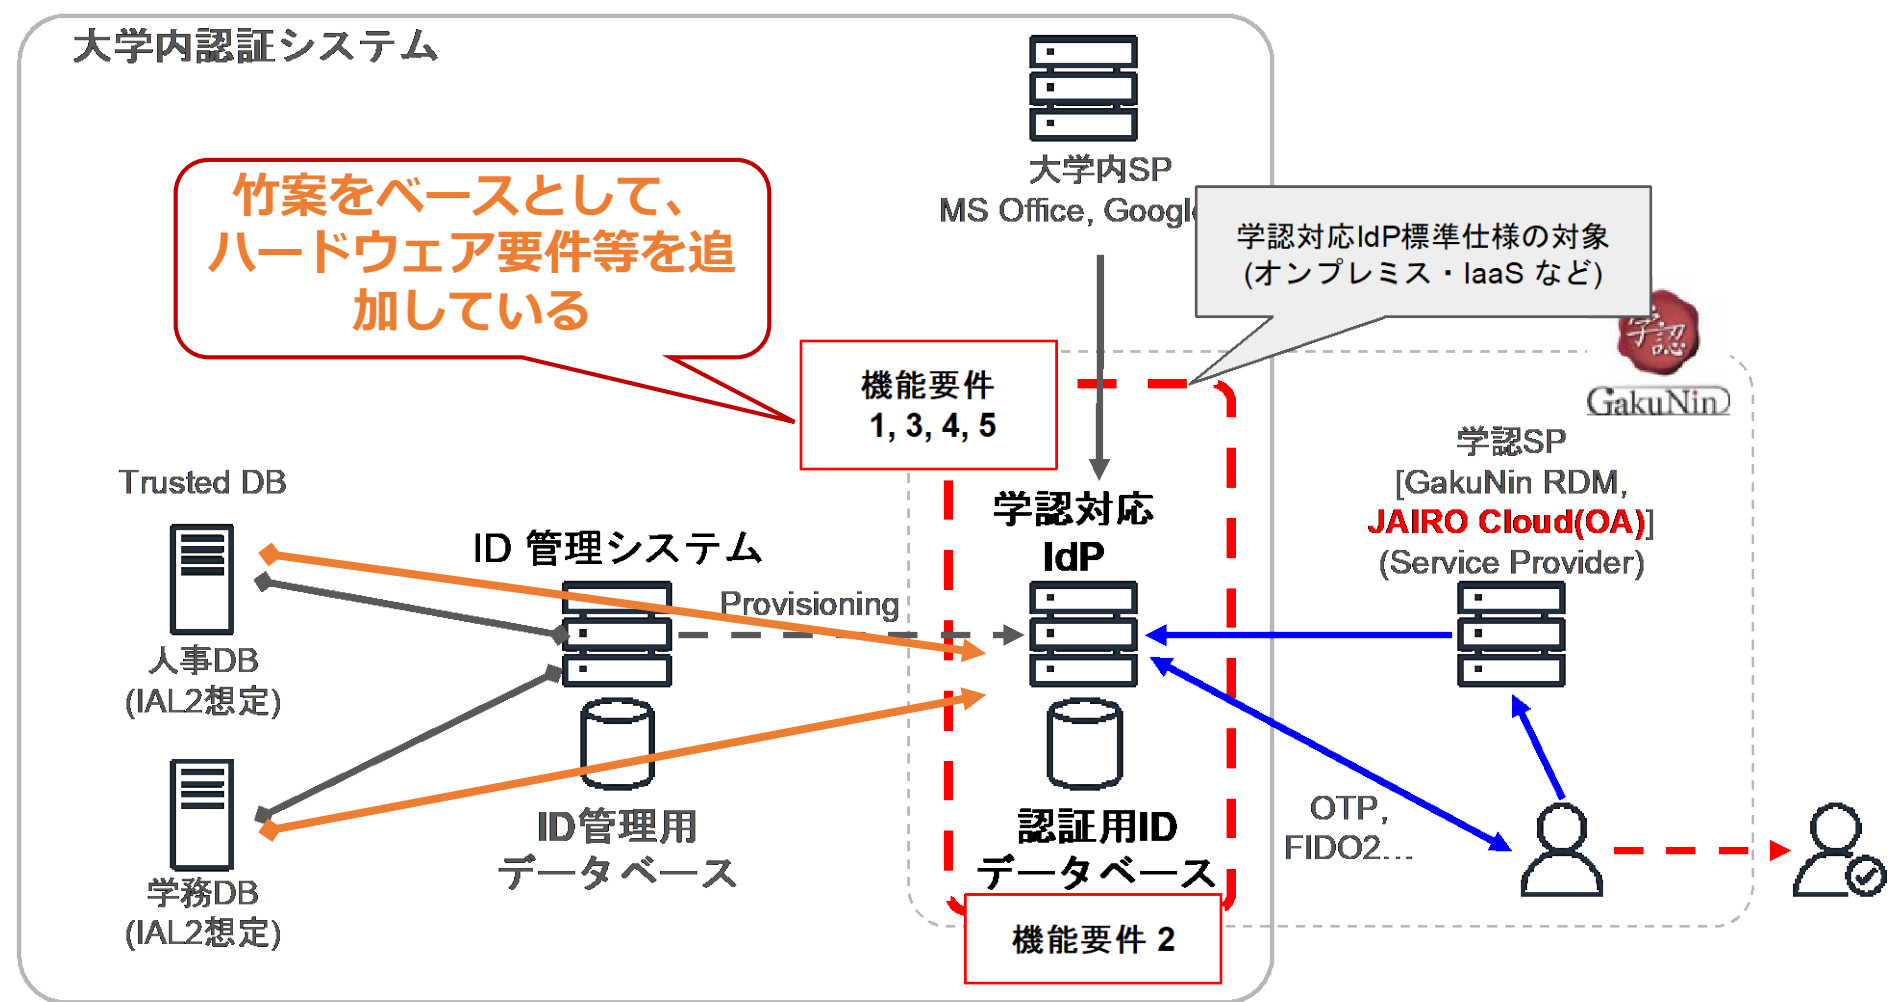 大学内認証システム
大学内SP
MS Office, Google
竹案をベースとして、
ハードウェア要件等を追
加している
学認対応IdP標準仕様の対象
(オンプレミス・IaaS など)
学認
GakuNin
機能要件
1, 3, 4, 5
学認SP
[GakuNin RDM,
JAIRO Cloud(OA)]
(Service Provider)
Trusted DB
学認対応
IdP
ID 管理システム
Provisioning
人事DB
(IAL2想定)
OTP,
FIDO2…
ID管理用
データベース
認証用ID
データベース
学務DB
(IAL2想定)
機能要件 2